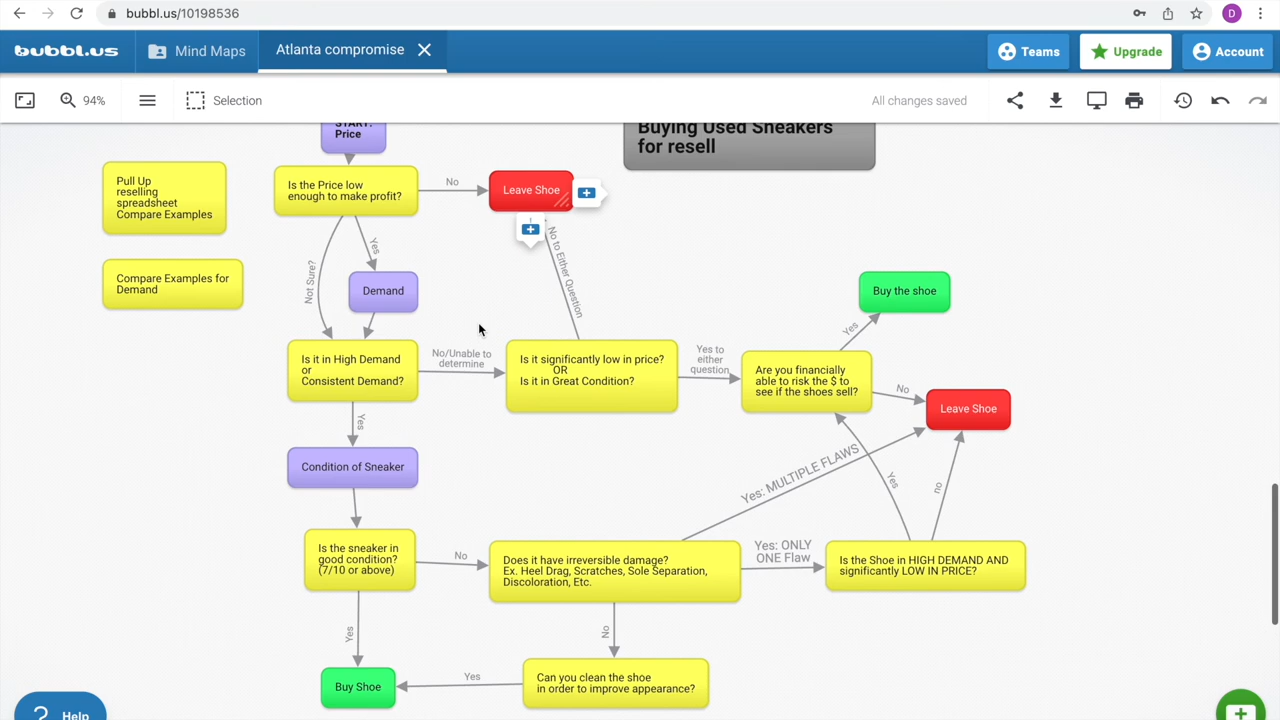 bubbl.us/10198536
D
bubbl.us
Mind Maps
Atlanta compromise
Teams
Upgrade
Account
94%
Selection
All changes saved
START:
Price
Buying Used Sneakers
for resell
Pull Up
reselling
spreadsheet
Compare Examples
Is the Price low
enough to make profit?
No
Leave Shoe
Compare Examples for
Demand
Not Sure?
Yes
Demand
No to Either Question
Buy the shoe
Is it in High Demand
or
Consistent Demand?
No/Unable to
determine
Is it significantly low in price?
OR
Is it in Great Condition?
Yes to
either
question
Are you financially
able to risk the $ to
see if the shoes sell?
Yes
No
Leave Shoe
Yes
Condition of Sneaker
Yes: MULTIPLE FLAWS
Yes
no
Is the sneaker in
good condition?
(7/10 or above)
No
Does it have irreversible damage?
Ex. Heel Drag, Scratches, Sole Separation,
Discoloration, Etc.
Yes: ONLY
ONE Flaw
Is the Shoe in HIGH DEMAND AND
significantly LOW IN PRICE?
Yes
No
Buy Shoe
Yes
Can you clean the shoe
in order to improve appearance?
? Help